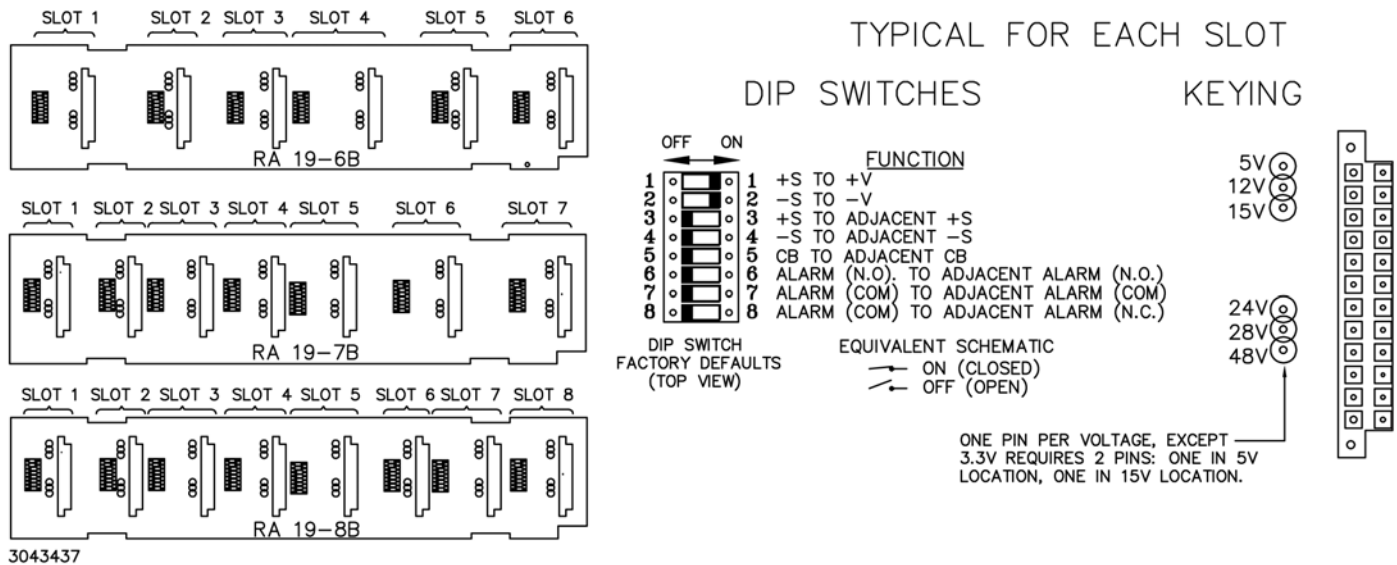 SLOT 1 SLOT 2 SLOT 3 SLOT 4 SLOT 5 SLOT 6
RA 19-6B
SLOT 1 SLOT 2 SLOT 3 SLOT 4 SLOT 5 SLOT 6 SLOT 7
RA 19-7B
SLOT 1 SLOT 2 SLOT 3 SLOT 4 SLOT 5 SLOT 6 SLOT 7 SLOT 8
RA 19-8B
3043437
TYPICAL FOR EACH SLOT
DIP SWITCHES
OFF ON
FUNCTION
1 1 +S TO +V
2 2 -S TO -V
3 3 +S TO ADJACENT +S
4 4 -S TO ADJACENT -S
5 5 CB TO ADJACENT CB
6 6 ALARM (N.O). TO ADJACENT ALARM (N.O.)
7 7 ALARM (COM) TO ADJACENT ALARM (COM)
8 8 ALARM (COM) TO ADJACENT ALARM (N.C.)
DIP SWITCH
FACTORY DEFAULTS
(TOP VIEW)
EQUIVALENT SCHEMATIC
ON (CLOSED)
OFF (OPEN)
KEYING
5V
12V
15V
24V
28V
48V
ONE PIN PER VOLTAGE, EXCEPT
3.3V REQUIRES 2 PINS: ONE IN 5V
LOCATION, ONE IN 15V LOCATION.